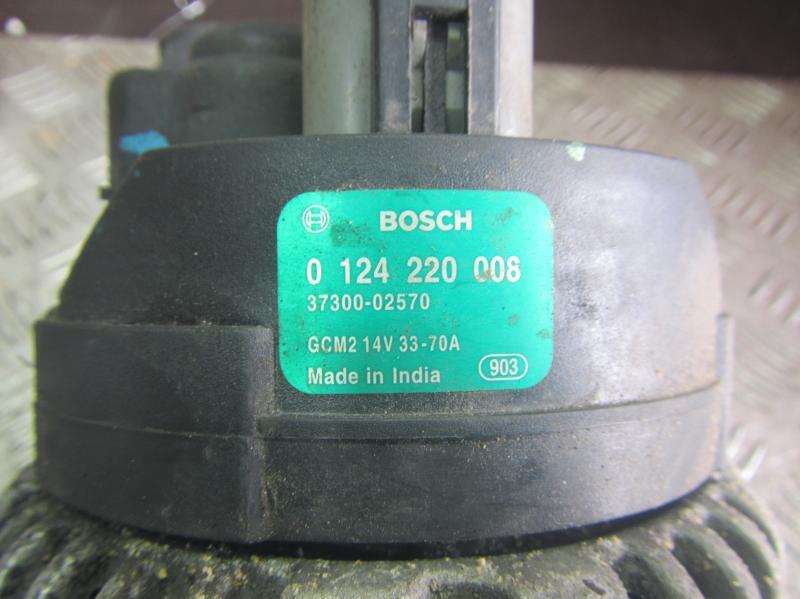 BOSCH
0 124 220 008
37300-02570
GCM2 14V 33-70A
Made in India 903